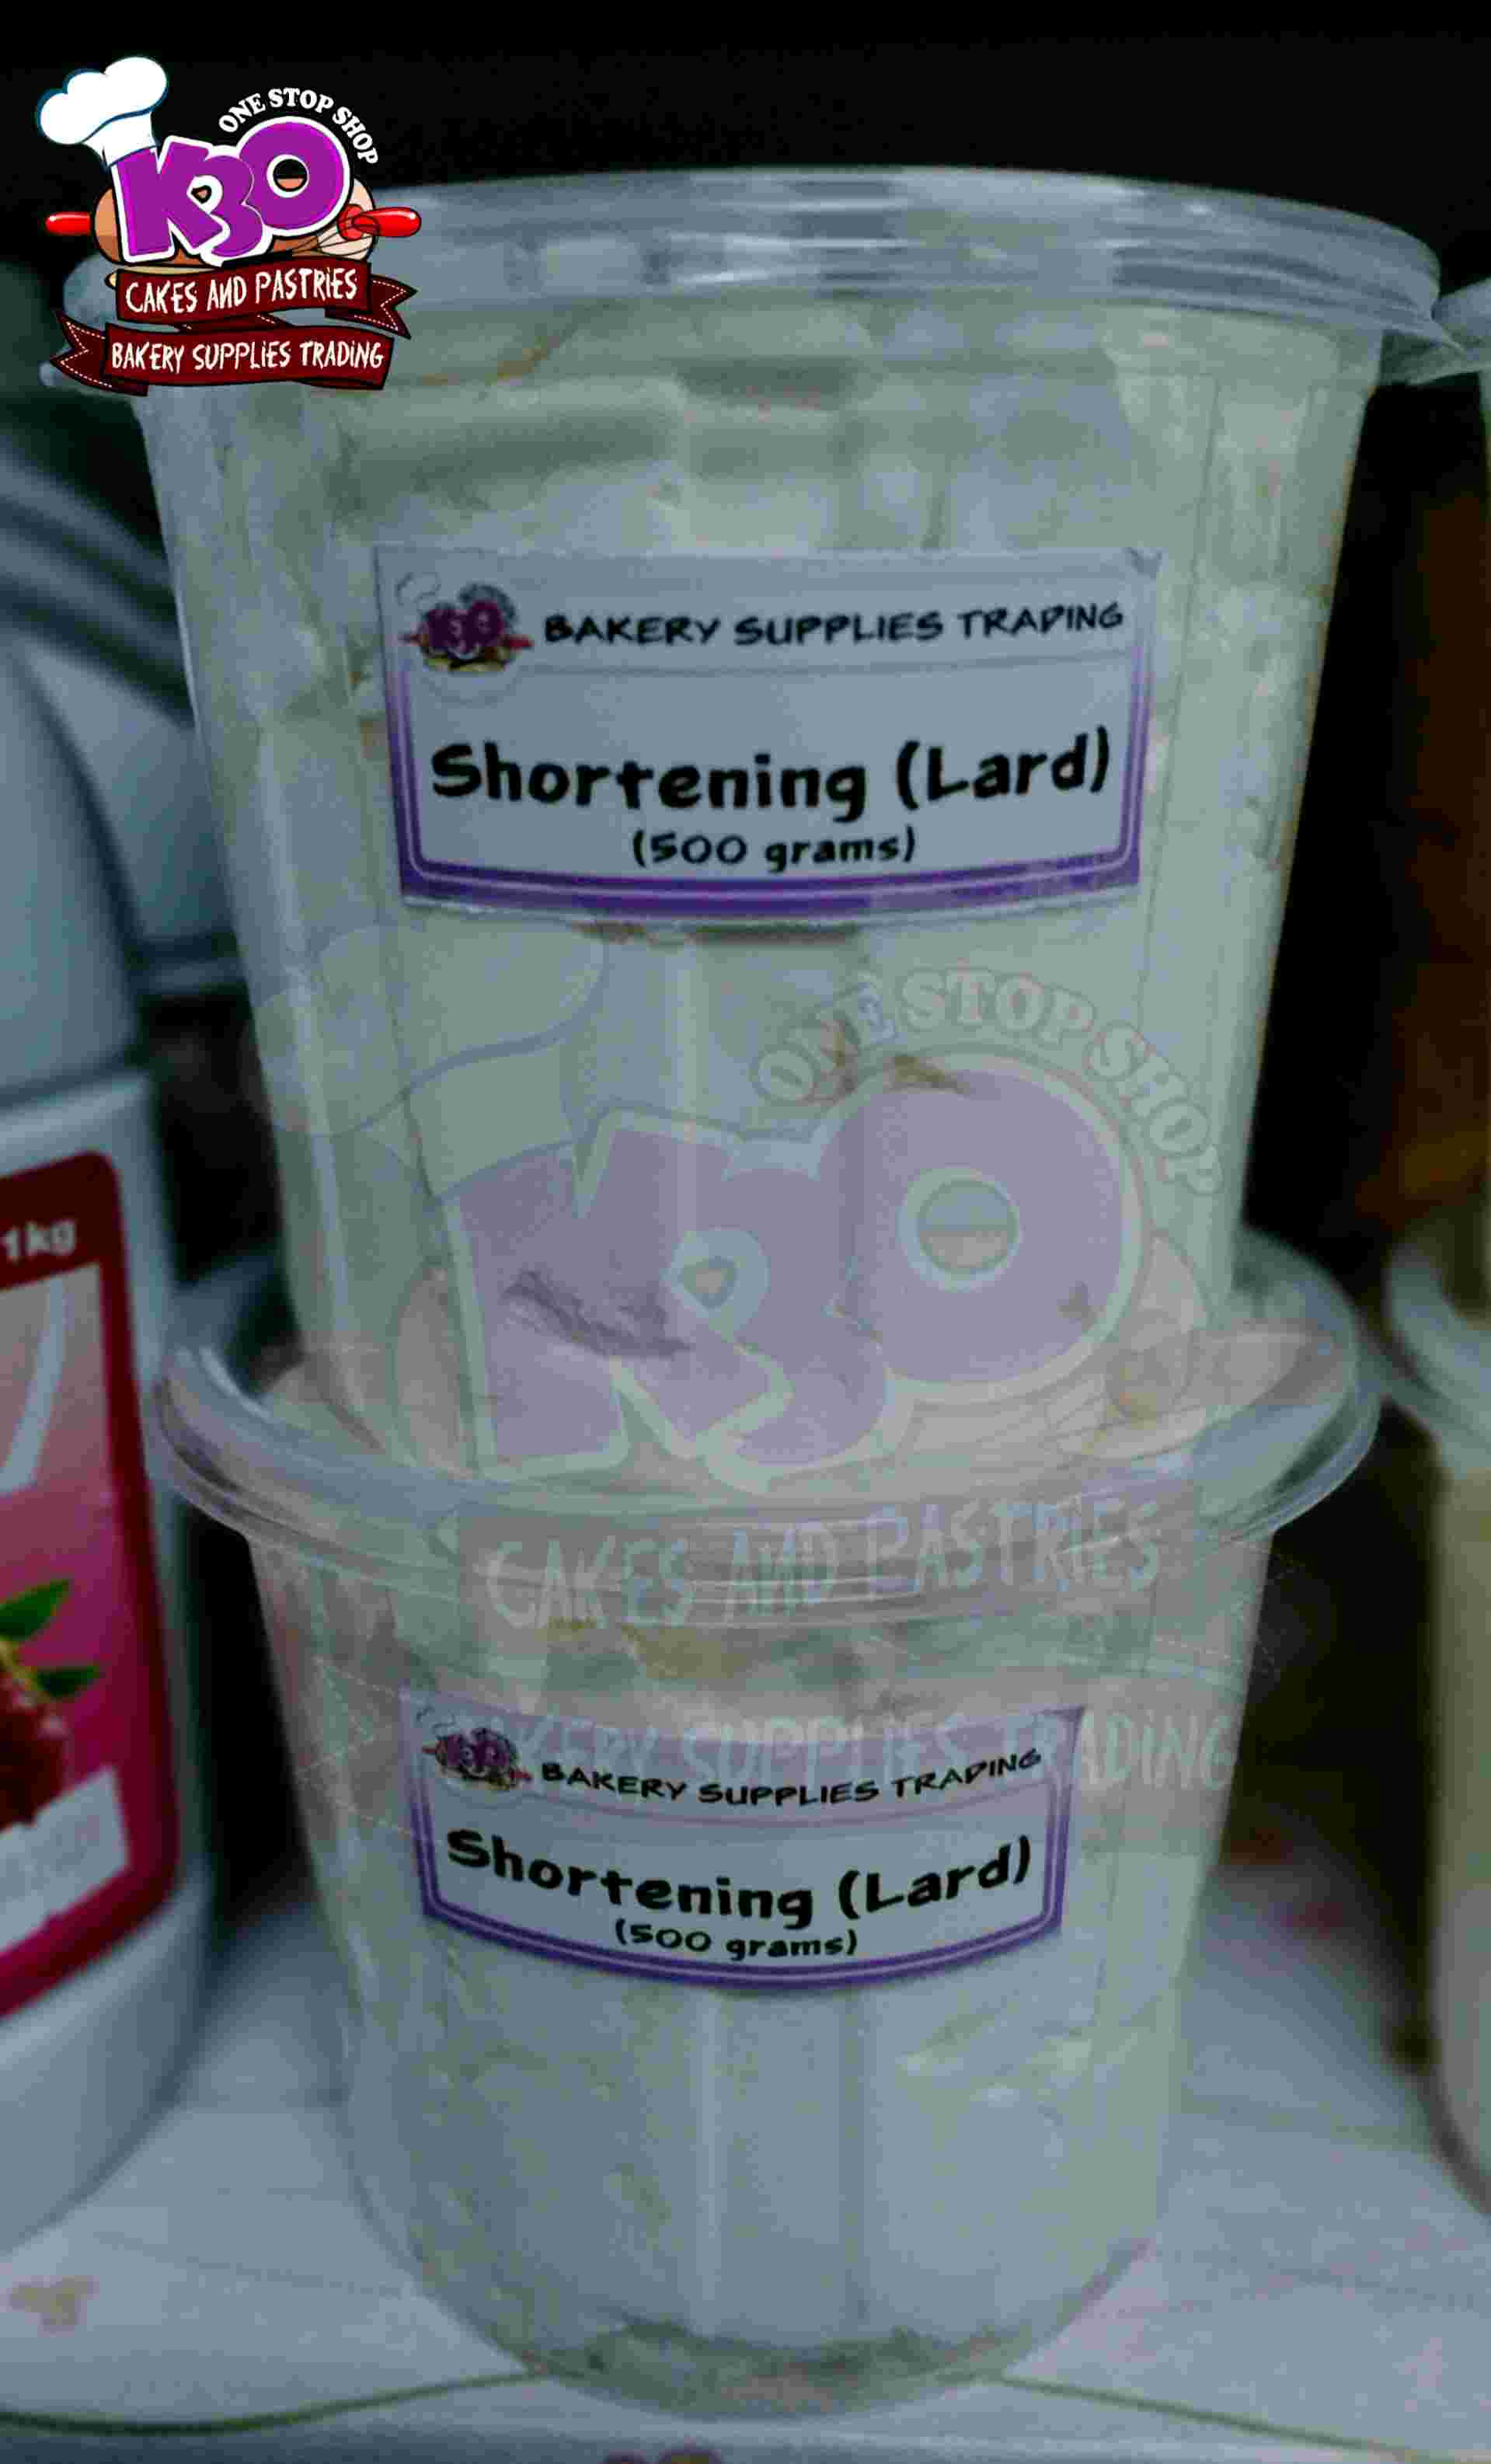 ONE STOP SHOP
K3O
CAKES AND PASTRIES
BAKERY SUPPLIES TRADING
BAKERY SUPPLIES TRADING
Shortening (Lard)
(500 grams)
ONE STOP SHOP
K3O
1kg
CAKES AND PASTRIES
BAKERY SUPPLIES TRADING
BAKERY SUPPLIES TRADING
Shortening (Lard)
(500 grams)